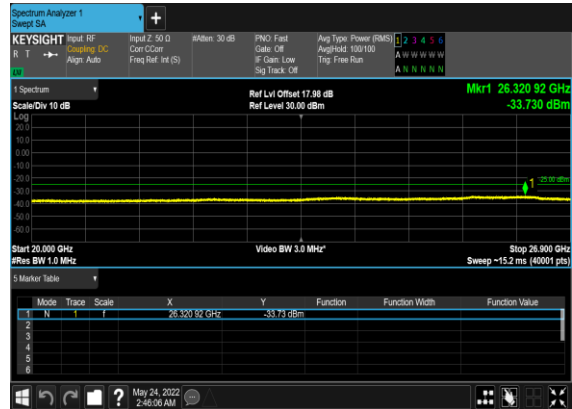 Spectrum Analyzer 1
Swept SA
+
KEYSIGHT Input: RF Input Z: 50 Ω #Atten: 30 dB PNO: Fast Avg Type: Power (RMS) 1 2 3 4 5 6
R T Coupling: DC Corr CCorr Gate: Off Avg|Hold: 100/100 A W W W W W
Align: Auto Freq Ref: Int (S) IF Gain: Low Trig: Free Run
Sig Track: Off A N N N N N
1 Spectrum Ref Lvl Offset 17.98 dB Mkr1 26.320 92 GHz
Scale/Div 10 dB Ref Level 30.00 dBm -33.730 dBm
Log
20.0
10.0
0.00
-10.0
-20.0
1 -25.00 dBm
-30.0
-40.0
-50.0
-60.0
Start 20.000 GHz Video BW 3.0 MHz* Stop 26.900 GHz
#Res BW 1.0 MHz Sweep ~15.2 ms (40001 pts)
5 Marker Table
Mode Trace Scale X Y Function Function Width Function Value
1 N 1 f 26.320 92 GHz -33.73 dBm
2
3
4
5
6
? May 24, 2022
2:46:06 AM